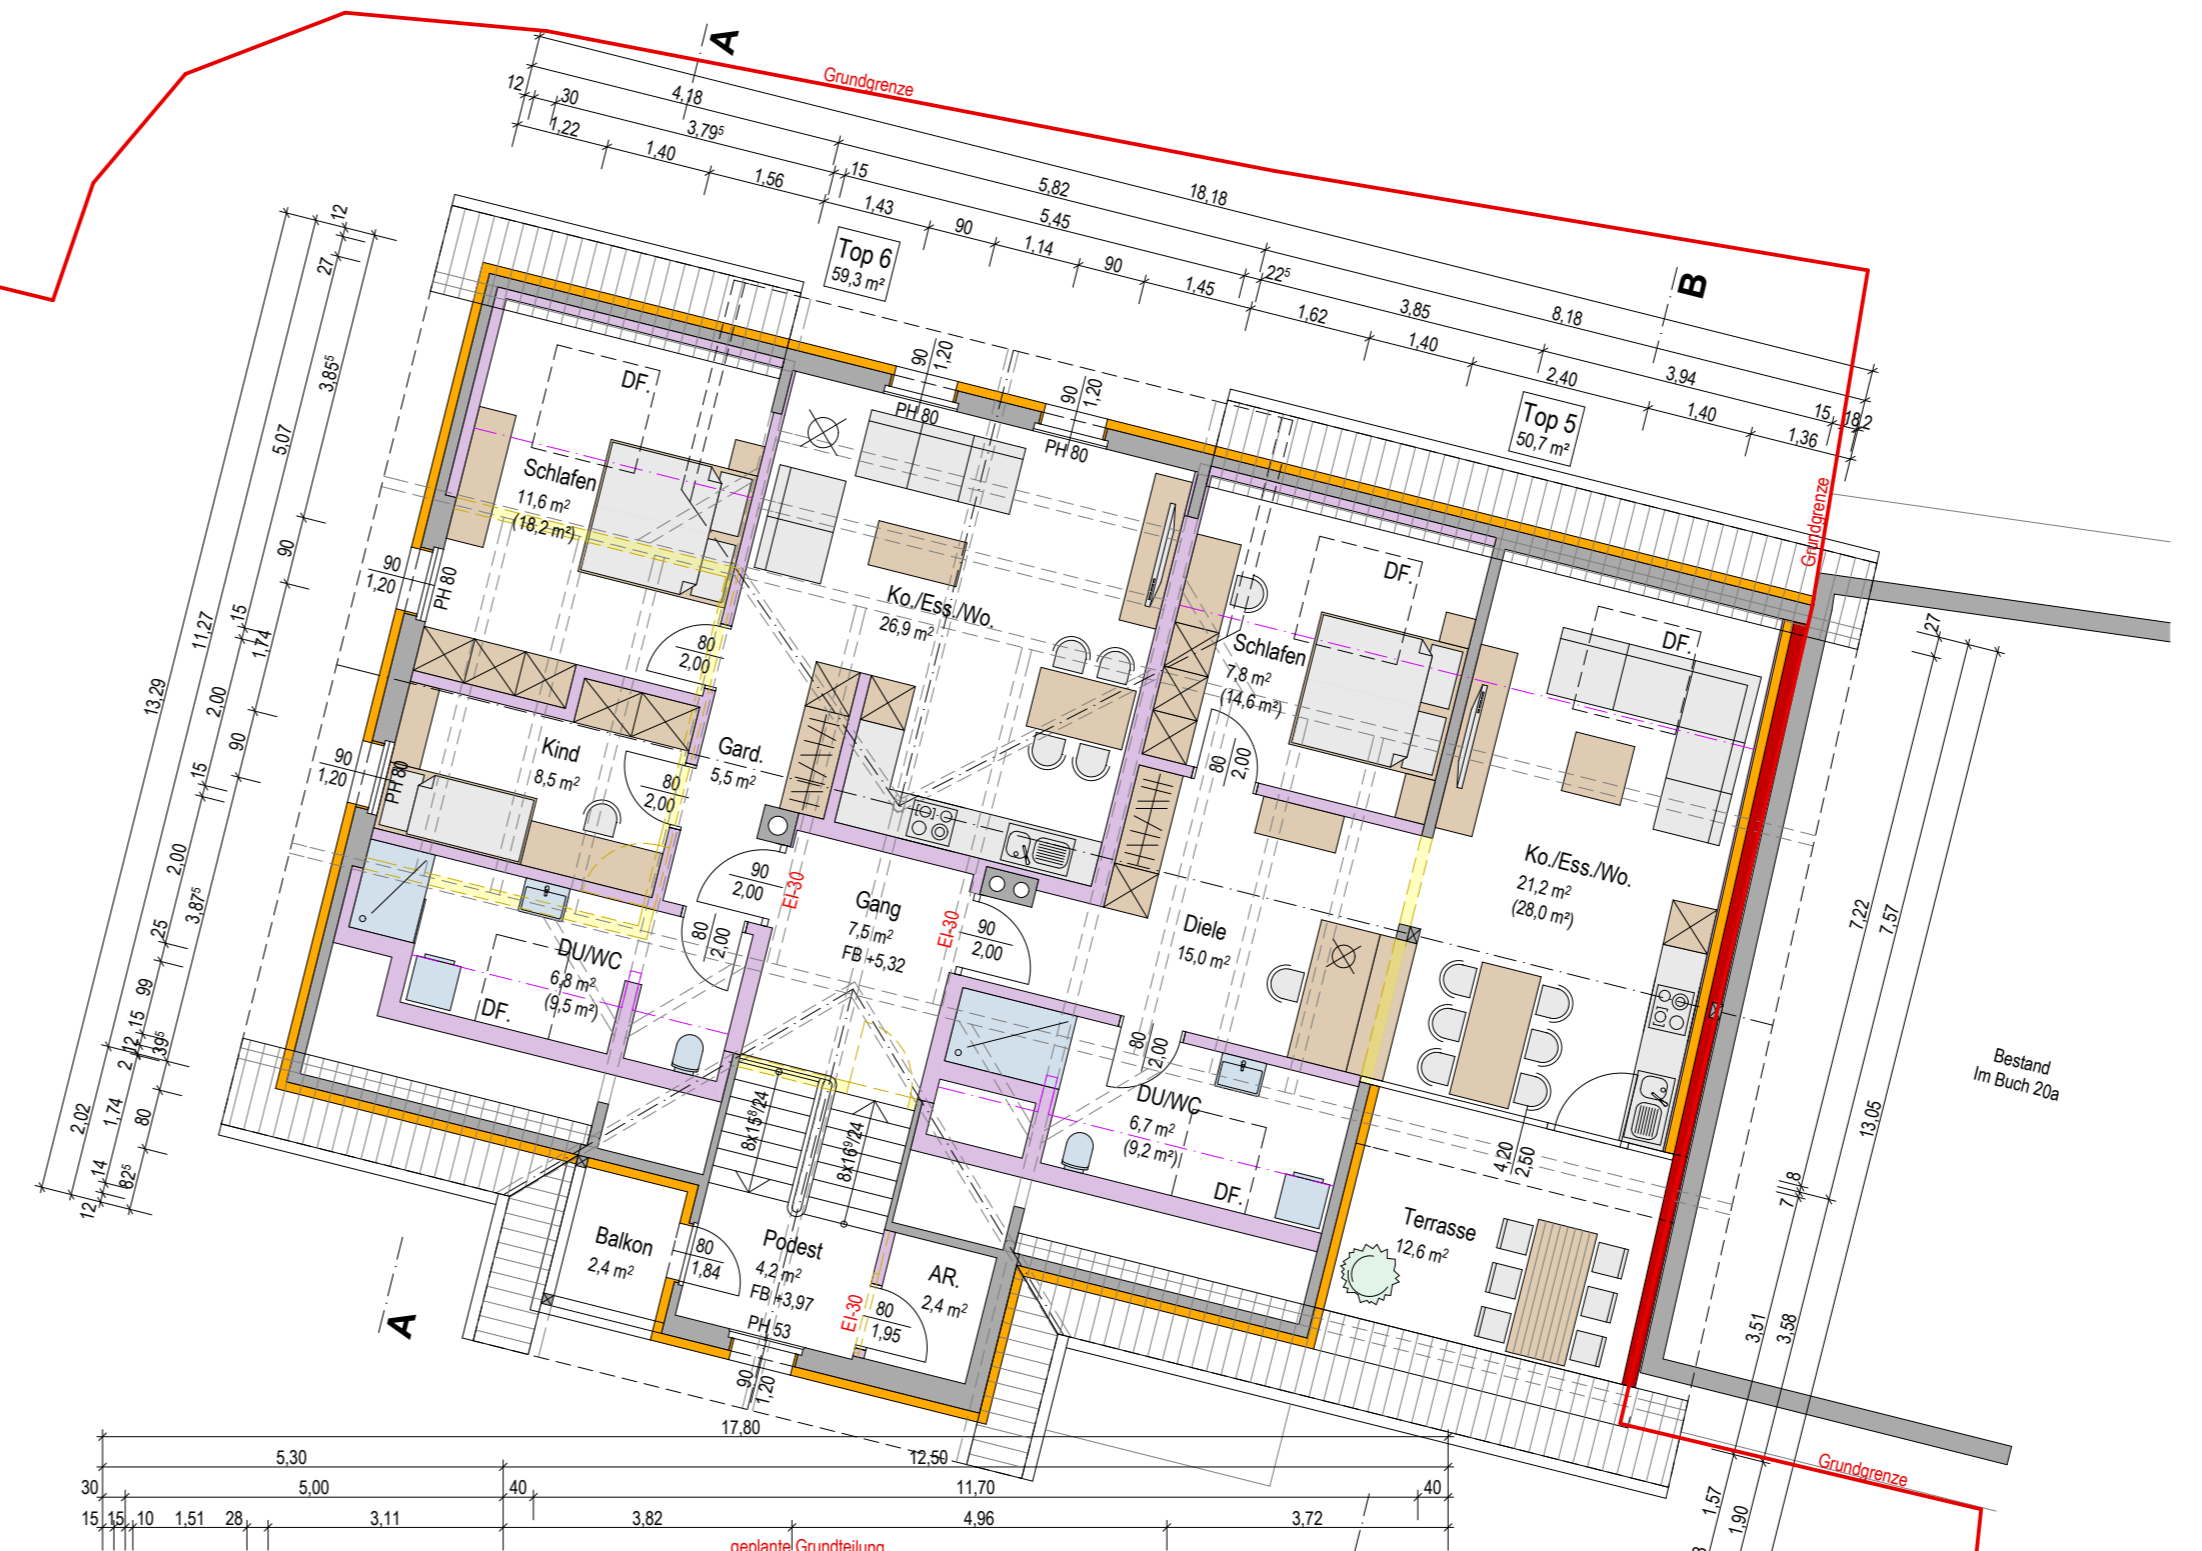 A
Grundgrenze
12
30
4,18
3,79⁵
1,22
1,40
1,56
15
5,82
18,18
1,43
5,45
90
1,14
90
1,45
22⁵
3,85
8,18
1,62
1,40
3,94
2,40
1,40
15
18
2
1,36
B
Grundgrenze
Top 6
59,3 m²
Top 5
50,7 m²
12
27
3,85⁵
5,07
90
11,27
15
1,74
13,29
2,00
90
15
2,00
3,87⁵
25
99
15
12
2
39⁵
1,74
80
2,02
14
82⁵
12
DF.
Schlafen
11,6 m²
(18,2 m²)
90
1,20
PH 80
90
1,20
PH 80
90
1,20
PH 80
80
2,00
Ko./Ess./Wo.
26,9 m²
Kind
8,5 m²
90
1,20
PH 80
80
2,00
Gard.
5,5 m²
90
2,00
EI-30
80
2,00
DU/WC
6,8 m²
(9,5 m²)
DF.
Gang
7,5 m²
FB +5,32
EI-30
90
2,00
DF.
Schlafen
7,8 m²
(14,6 m²)
80
2,00
DF.
Ko./Ess./Wo.
21,2 m²
(28,0 m²)
Diele
15,0 m²
80
2,00
DU/WC
6,7 m²
(9,2 m²)
DF.
8x15⁸/24
8x16⁹/24
4,20
2,50
Terrasse
12,6 m²
Balkon
2,4 m²
80
1,84
Podest
4,2 m²
FB +3,97
PH 53
90
1,20
EI-30
80
1,95
AR.
2,4 m²
A
27
7,22
7,57
13,05
8
7
3,51
3,58
1,57
1,90
Bestand
Im Buch 20a
Grundgrenze
17,80
5,30
12,50
30
5,00
40
11,70
40
15
15
10
1,51
28
3,11
3,82
4,96
3,72
geplante Grundteilung